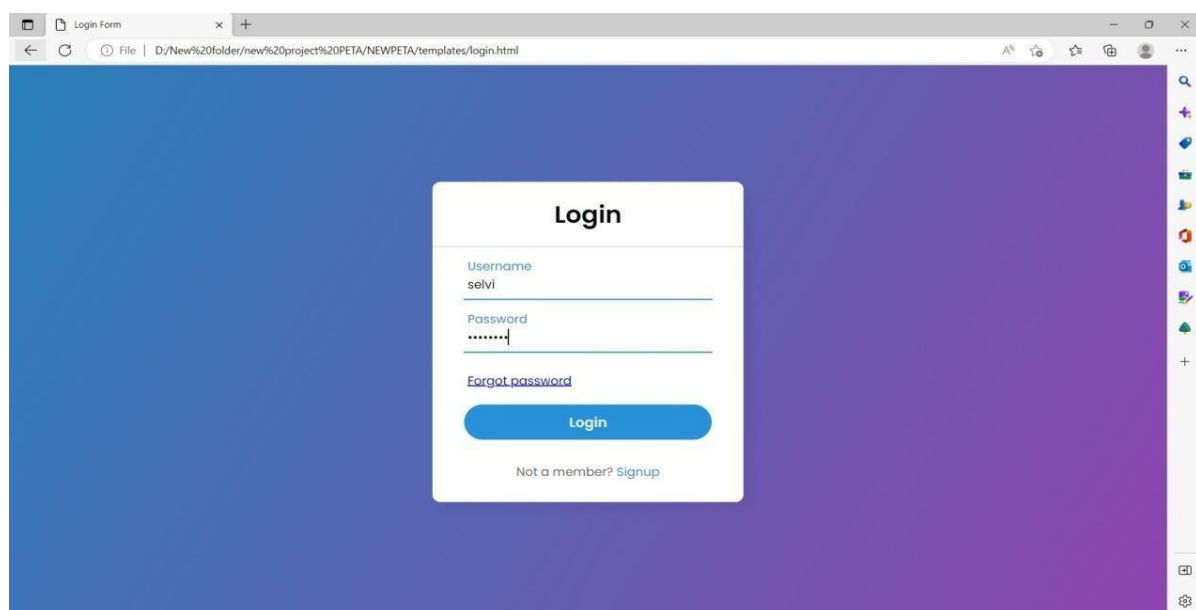 Login Form
File | D:/New%20folder/new%20project%20PETA/NEWPETA/templates/login.html
Login
Username
selvi
Password
••••••••
Forgot password
Login
Not a member? Signup